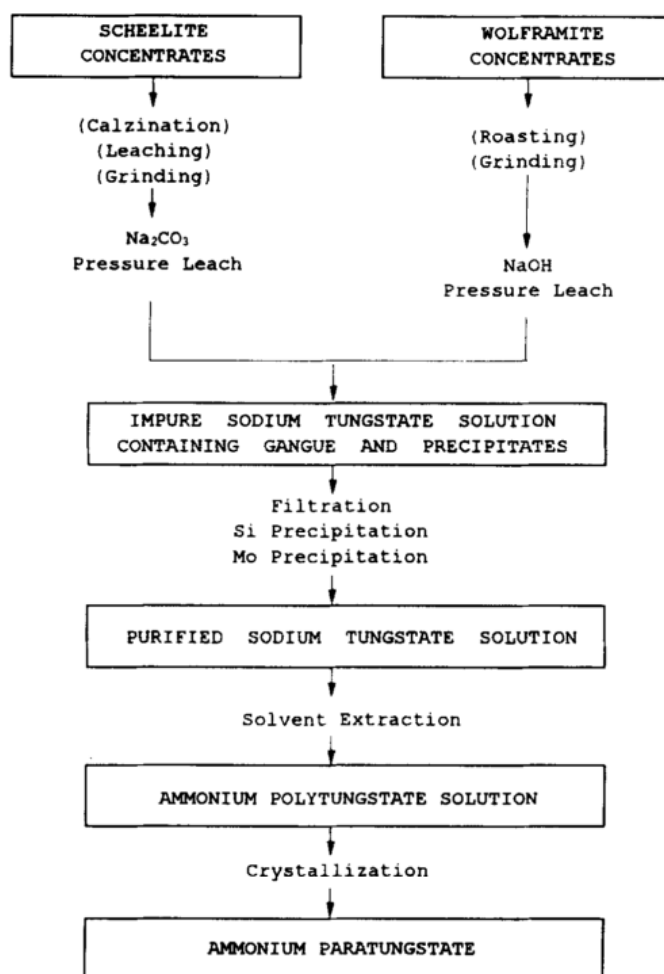 SCHEELITE
CONCENTRATES
(Calzination)
(Leaching)
(Grinding)
Na₂CO₃
Pressure Leach
WOLFRAMITE
CONCENTRATES
(Roasting)
(Grinding)
NaOH
Pressure Leach
IMPURE SODIUM TUNGSTATE SOLUTION
CONTAINING GANGUE AND PRECIPITATES
Filtration
Si Precipitation
Mo Precipitation
PURIFIED SODIUM TUNGSTATE SOLUTION
Solvent Extraction
AMMONIUM POLYTUNGSTATE SOLUTION
Crystallization
AMMONIUM PARATUNGSTATE